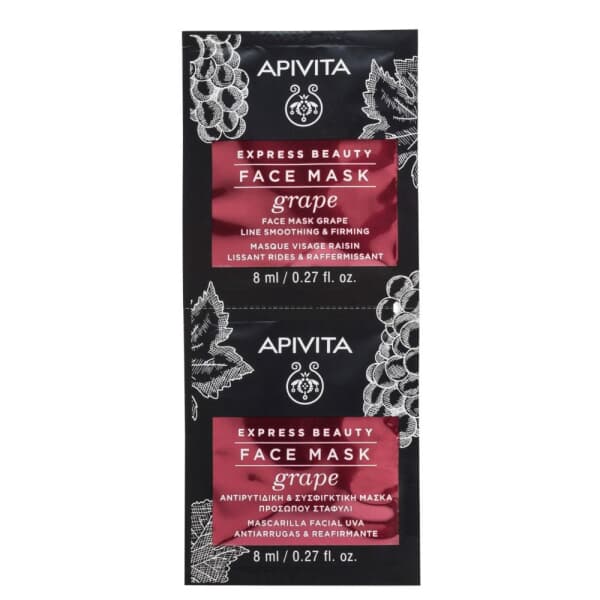 APIVITA
EXPRESS BEAUTY
FACE MASK
grape
FACE MASK GRAPE
LINE SMOOTHING & FIRMING
MASQUE VISAGE RAISIN
LISSANT RIDES & RAFFERMISSANT
8 ml / 0.27 fl. oz.
APIVITA
EXPRESS BEAUTY
FACE MASK
grape
ΑΝΤΙΡΥΤΙΔΙΚΗ & ΣΥΣΦΙΓΚΤΙΚΗ ΜΑΣΚΑ
ΠΡΟΣΩΠΟΥ ΣΤΑΦΥΛΙ
MASCARILLA FACIAL UVA
ANTIARRUGAS & REAFIRMANTE
8 ml / 0.27 fl. oz.